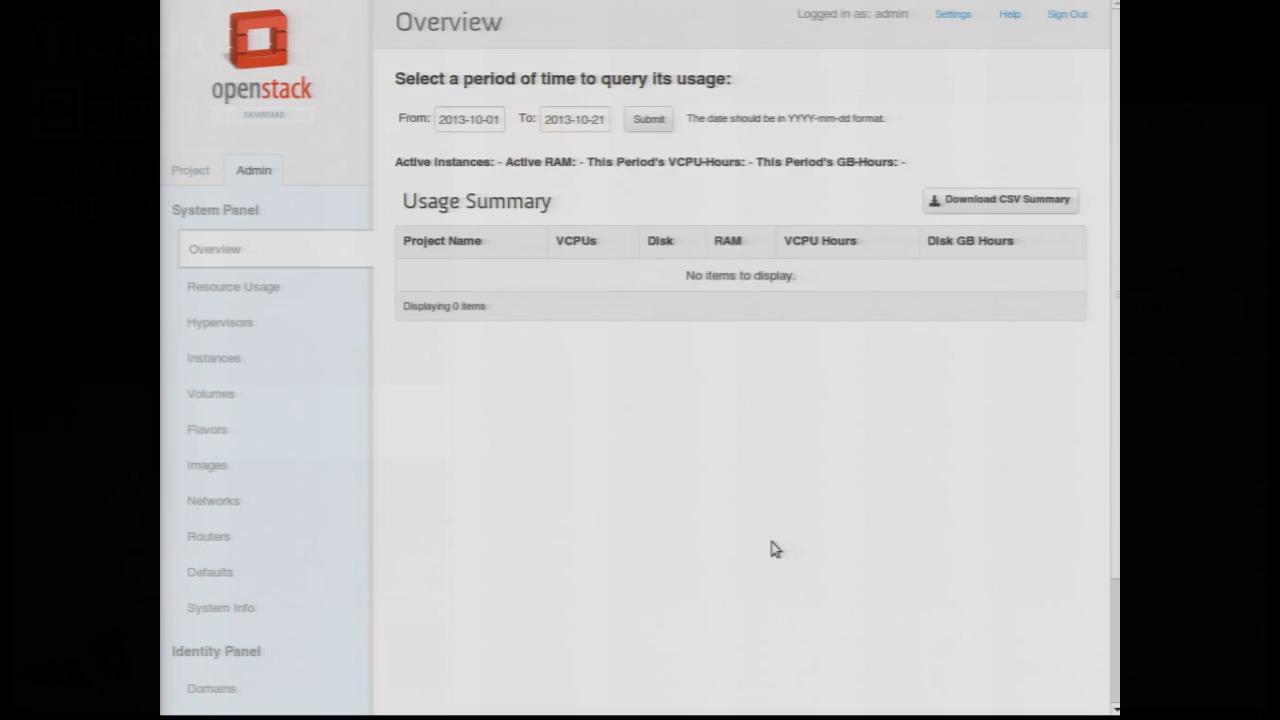 Overview
Logged in as: admin
Settings
Help
Sign Out
openstack
DASHBOARD
Select a period of time to query its usage:
From: 2013-10-01 To: 2013-10-21 Submit The date should be in YYYY-mm-dd format.
Active Instances: - Active RAM: - This Period's VCPU-Hours: - This Period's GB-Hours: -
Project
Admin
Usage Summary
Download CSV Summary
System Panel
Project Name VCPUs Disk RAM VCPU Hours Disk GB Hours
No items to display.
Displaying 0 items
Overview
Resource Usage
Hypervisors
Instances
Volumes
Flavors
Images
Networks
Routers
Defaults
System Info
Identity Panel
Domains